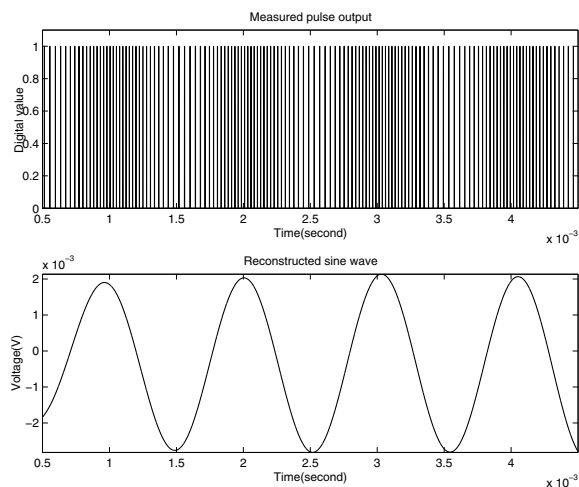 Measured pulse output
Digital value
1
0.8
0.6
0.4
0.2
0
0.5 1 1.5 2 2.5 3 3.5 4
Time(second)
x 10⁻³
Reconstructed sine wave
x 10⁻³
Voltage(V)
2
1
0
−1
−2
0.5 1 1.5 2 2.5 3 3.5 4
Time(second)
x 10⁻³